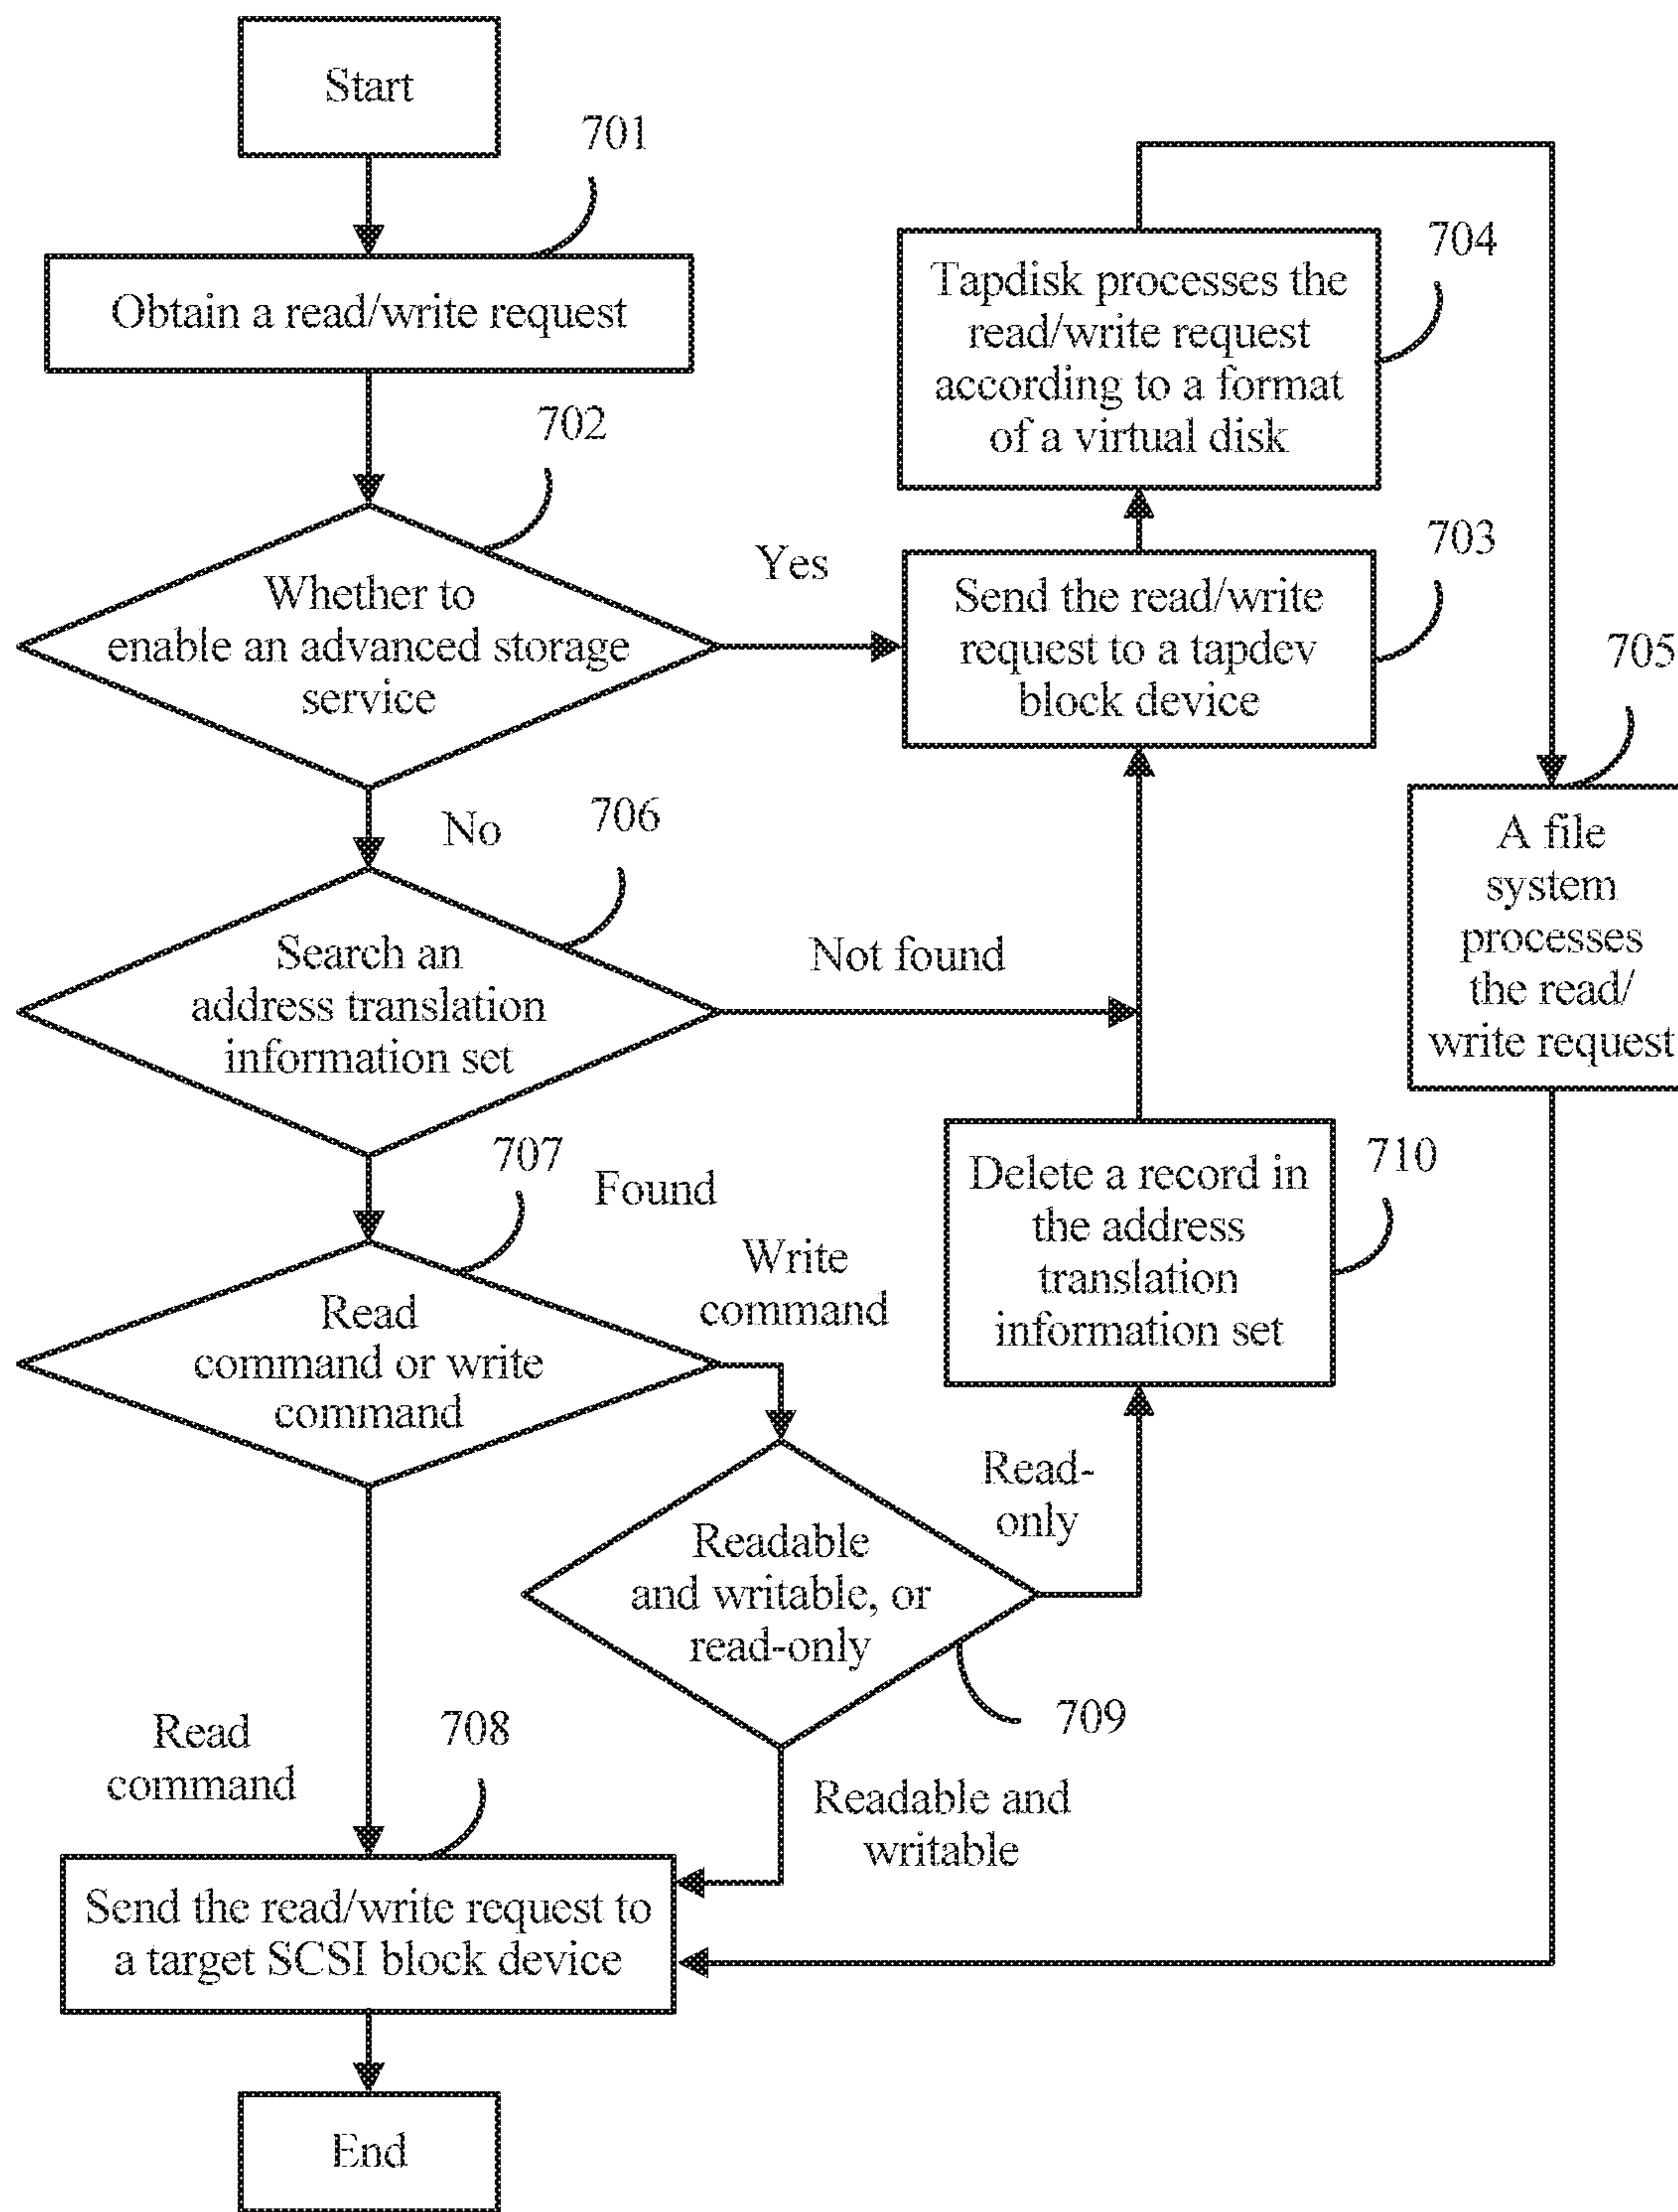 Start
701
Obtain a read/write request
702
Whether to
enable an advanced storage
service
Yes
No
704
Tapdisk processes the
read/write request
according to a format
of a virtual disk
703
Send the read/write
request to a tapdev
block device
705
A file
system
processes
the read/
write request
706
Search an
address translation
information set
Not found
Found
707
Read
command or write
command
Write
command
710
Delete a record in
the address
translation
information set
Read-
only
Readable
and writable, or
read-only
709
Read
command
708
Readable and
writable
Send the read/write request to
a target SCSI block device
End